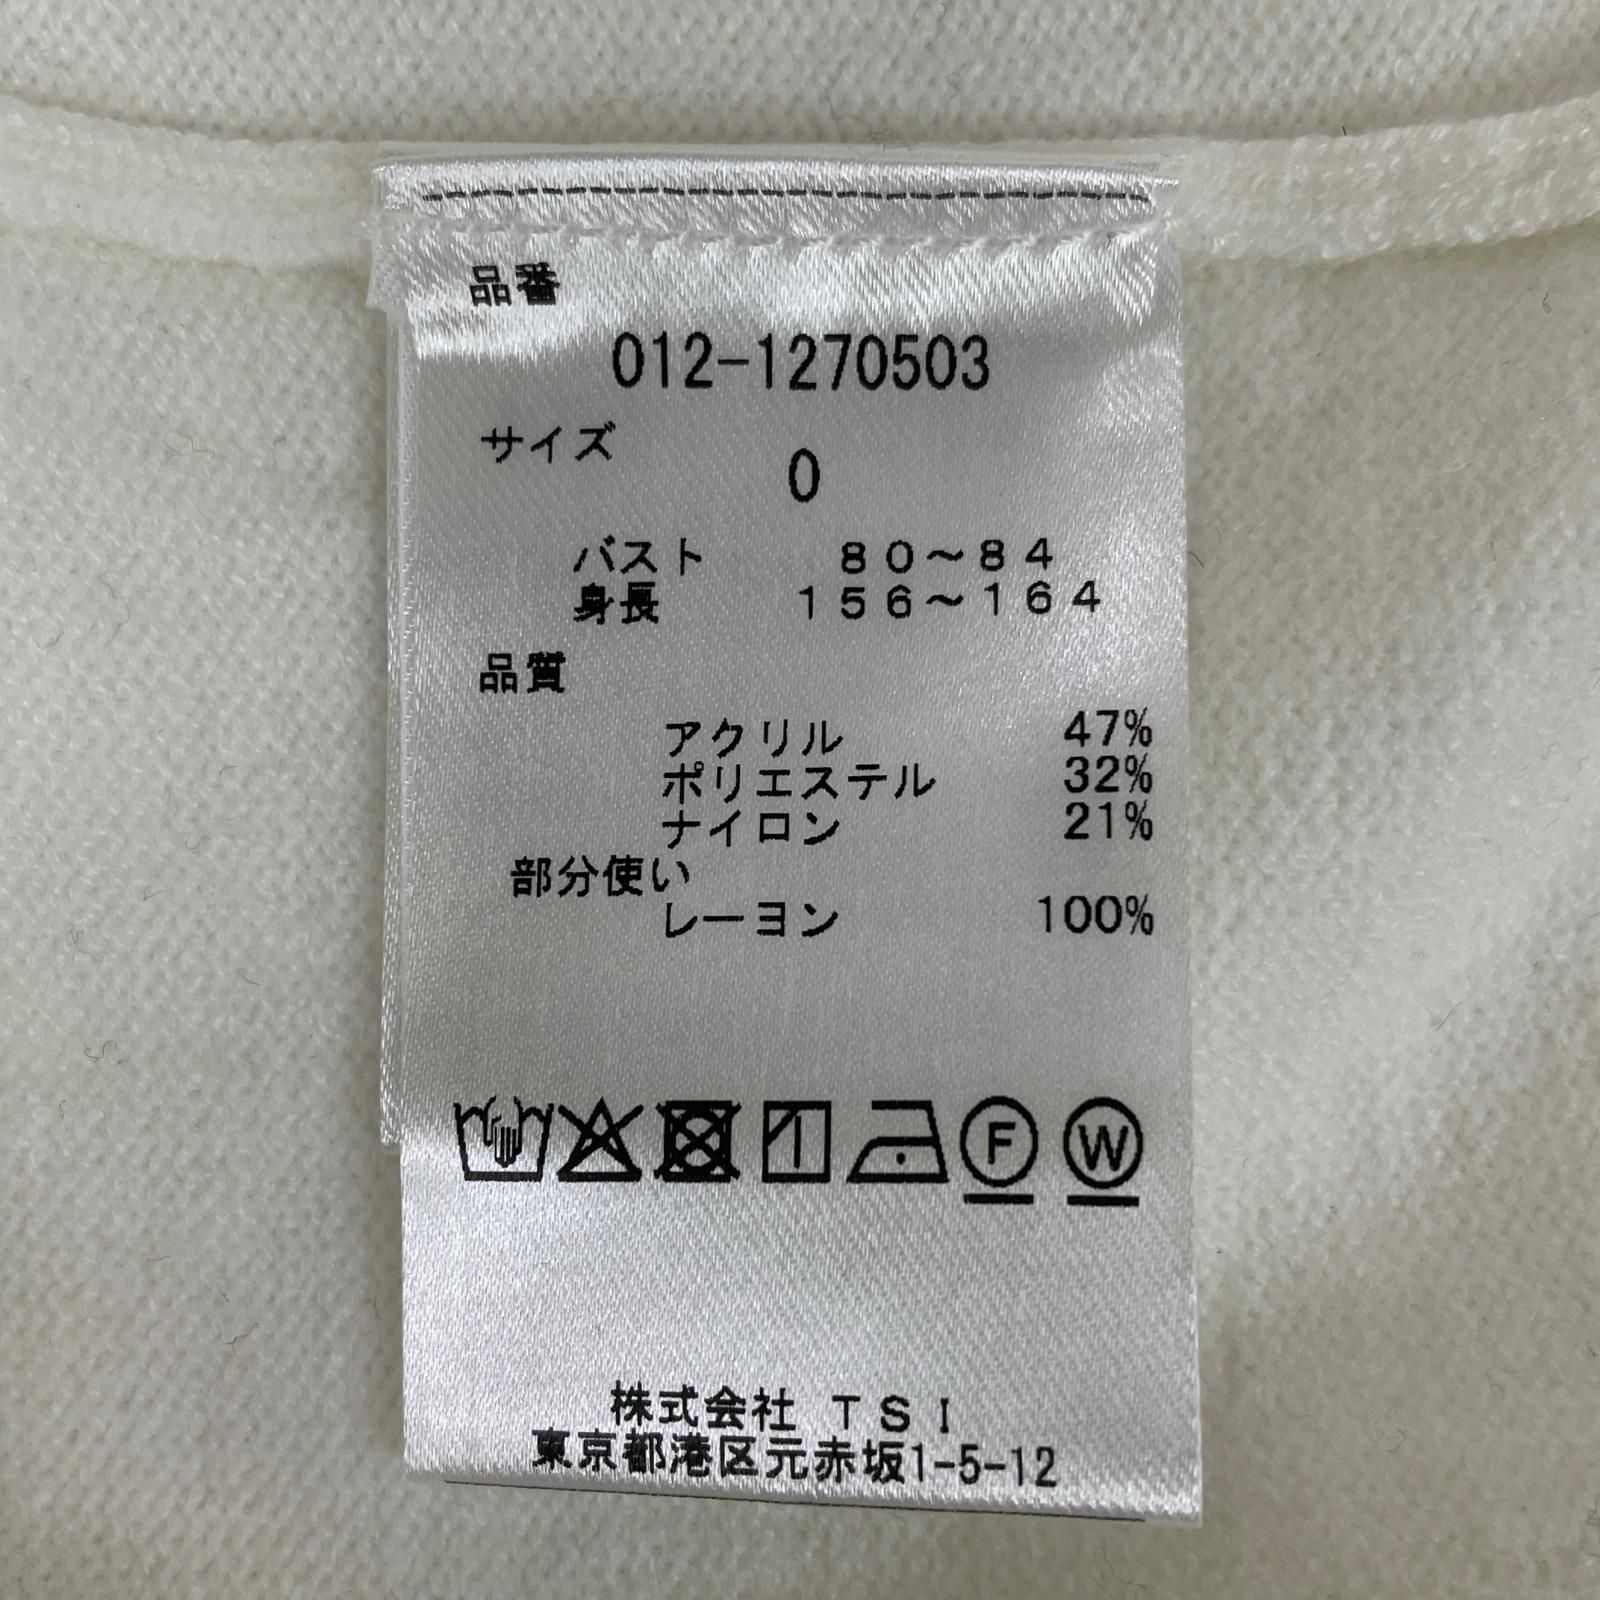 品番
012-1270503
サイズ
0
バスト 80～84
身長 156～164
品質
アクリル 47%
ポリエステル 32%
ナイロン 21%
部分使い
レーヨン 100%
F W
株式会社 TSI
東京都港区元赤坂1-5-12